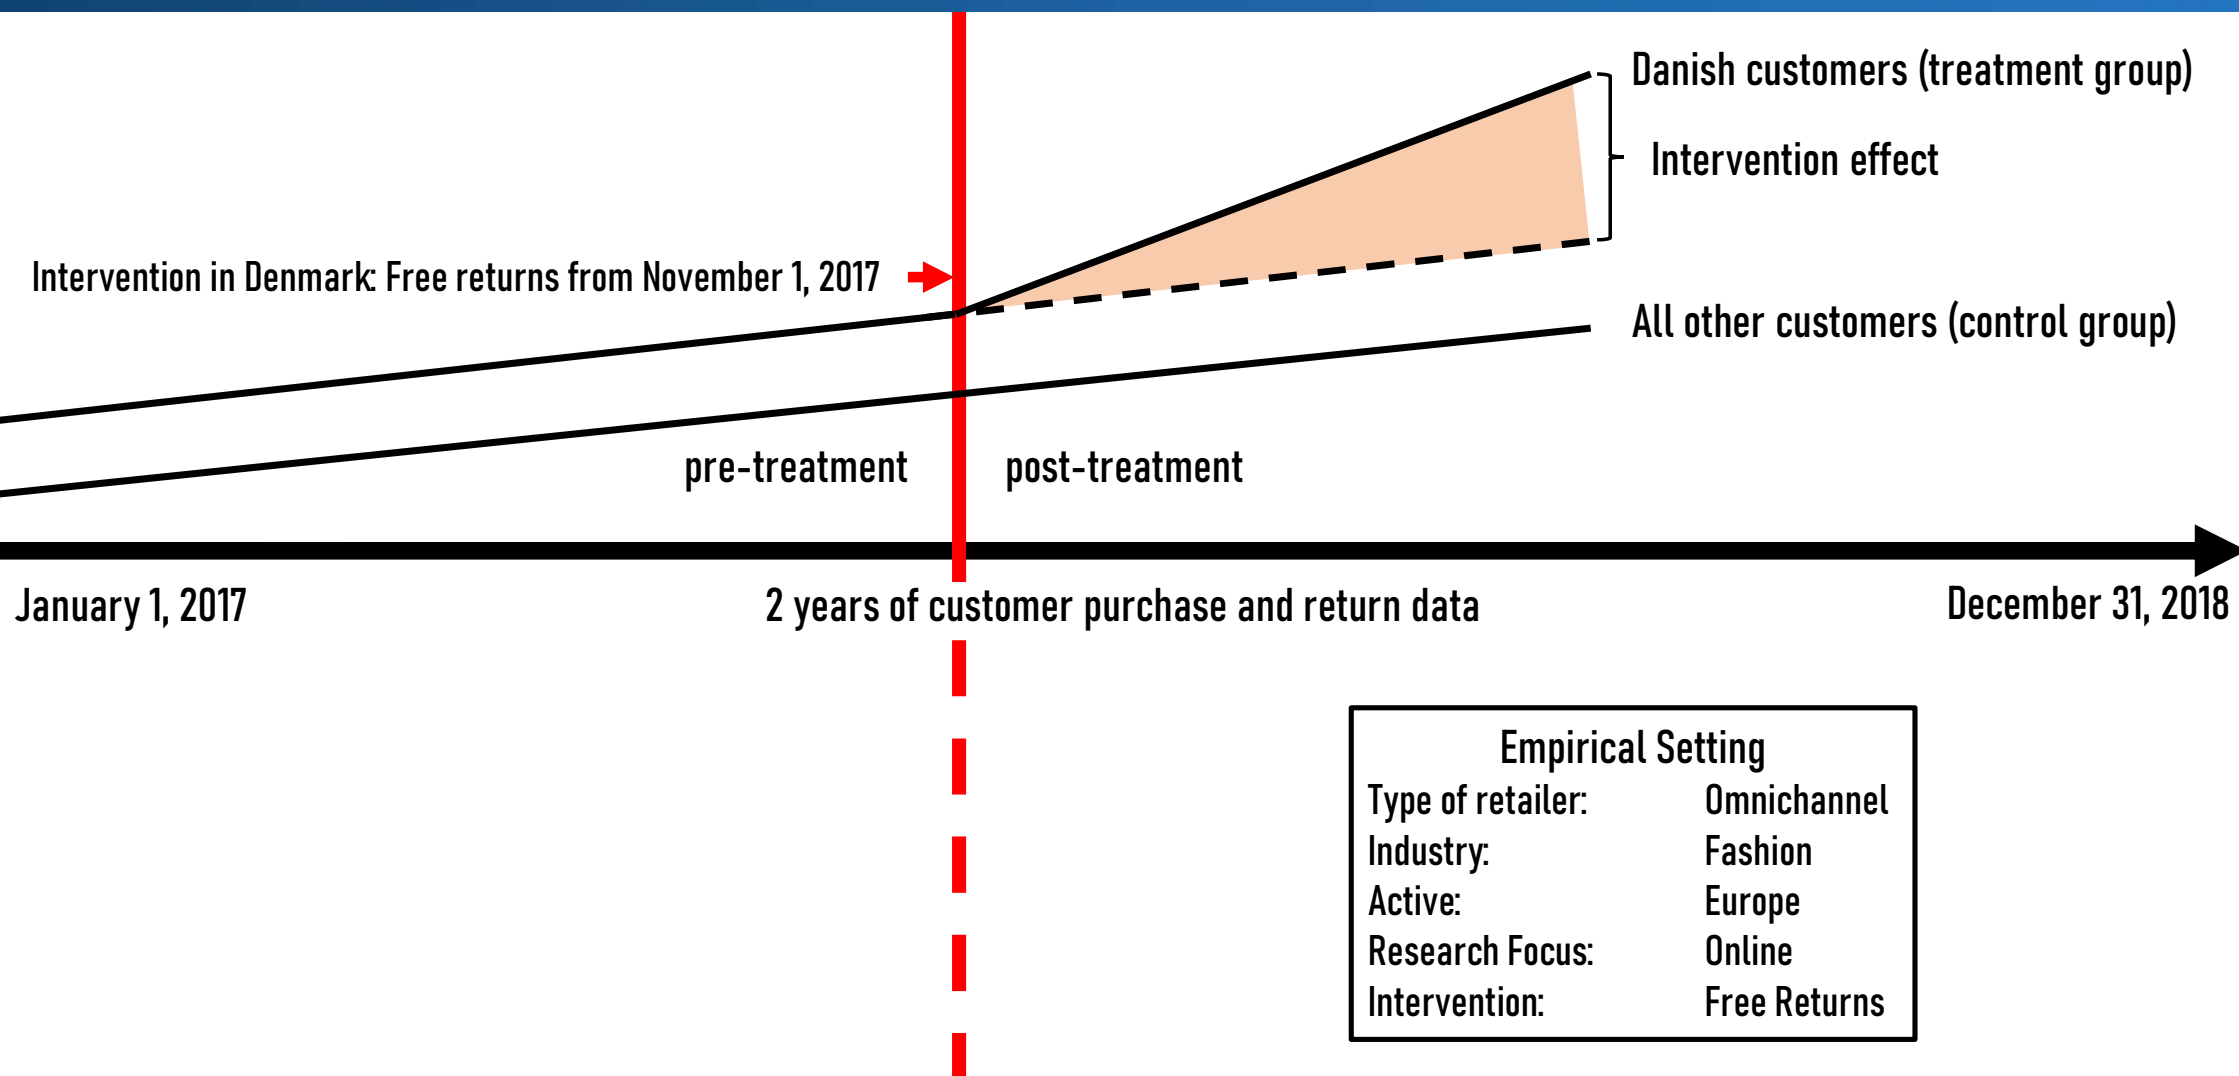 Danish customers (treatment group)
Intervention effect
Intervention in Denmark: Free returns from November 1, 2017
All other customers (control group)
pre-treatment
post-treatment
January 1, 2017
2 years of customer purchase and return data
December 31, 2018
Empirical Setting
Type of retailer: Omnichannel
Industry: Fashion
Active: Europe
Research Focus: Online
Intervention: Free Returns